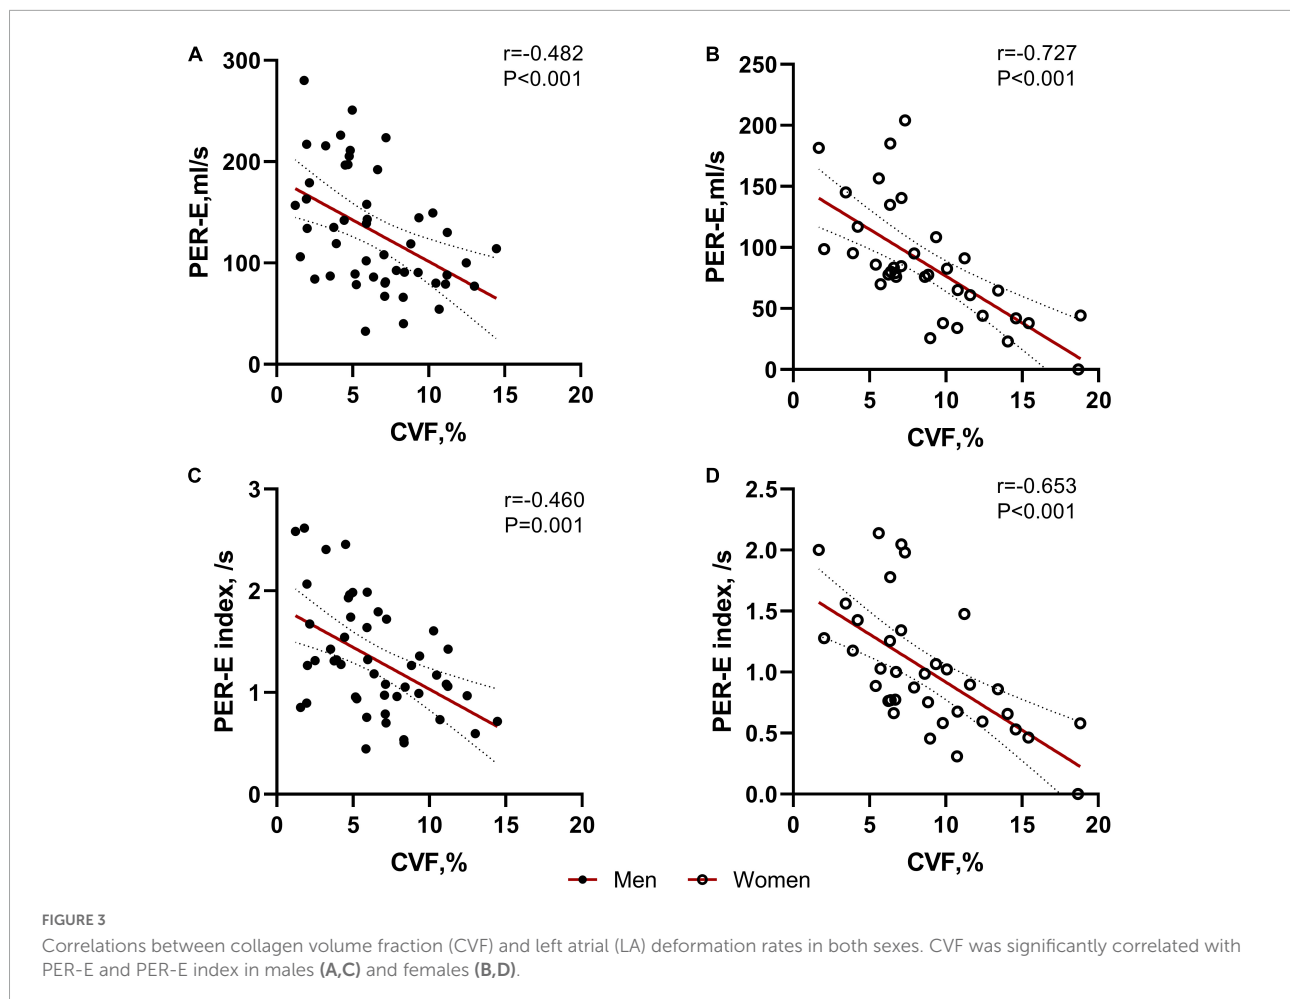 A
r=-0.482
P<0.001
300
200
100
0
PER-E,ml/s
0 5 10 15 20
CVF,%
B
r=-0.727
P<0.001
250
200
150
100
50
0
PER-E,ml/s
0 5 10 15 20
CVF,%
C
r=-0.460
P=0.001
3
2
1
0
PER-E index, /s
0 5 10 15 20
CVF,%
D
r=-0.653
P<0.001
2.5
2.0
1.5
1.0
0.5
0.0
PER-E index, /s
0 5 10 15 20
CVF,%
Men Women
FIGURE 3
Correlations between collagen volume fraction (CVF) and left atrial (LA) deformation rates in both sexes. CVF was significantly correlated with
PER-E and PER-E index in males (A,C) and females (B,D).